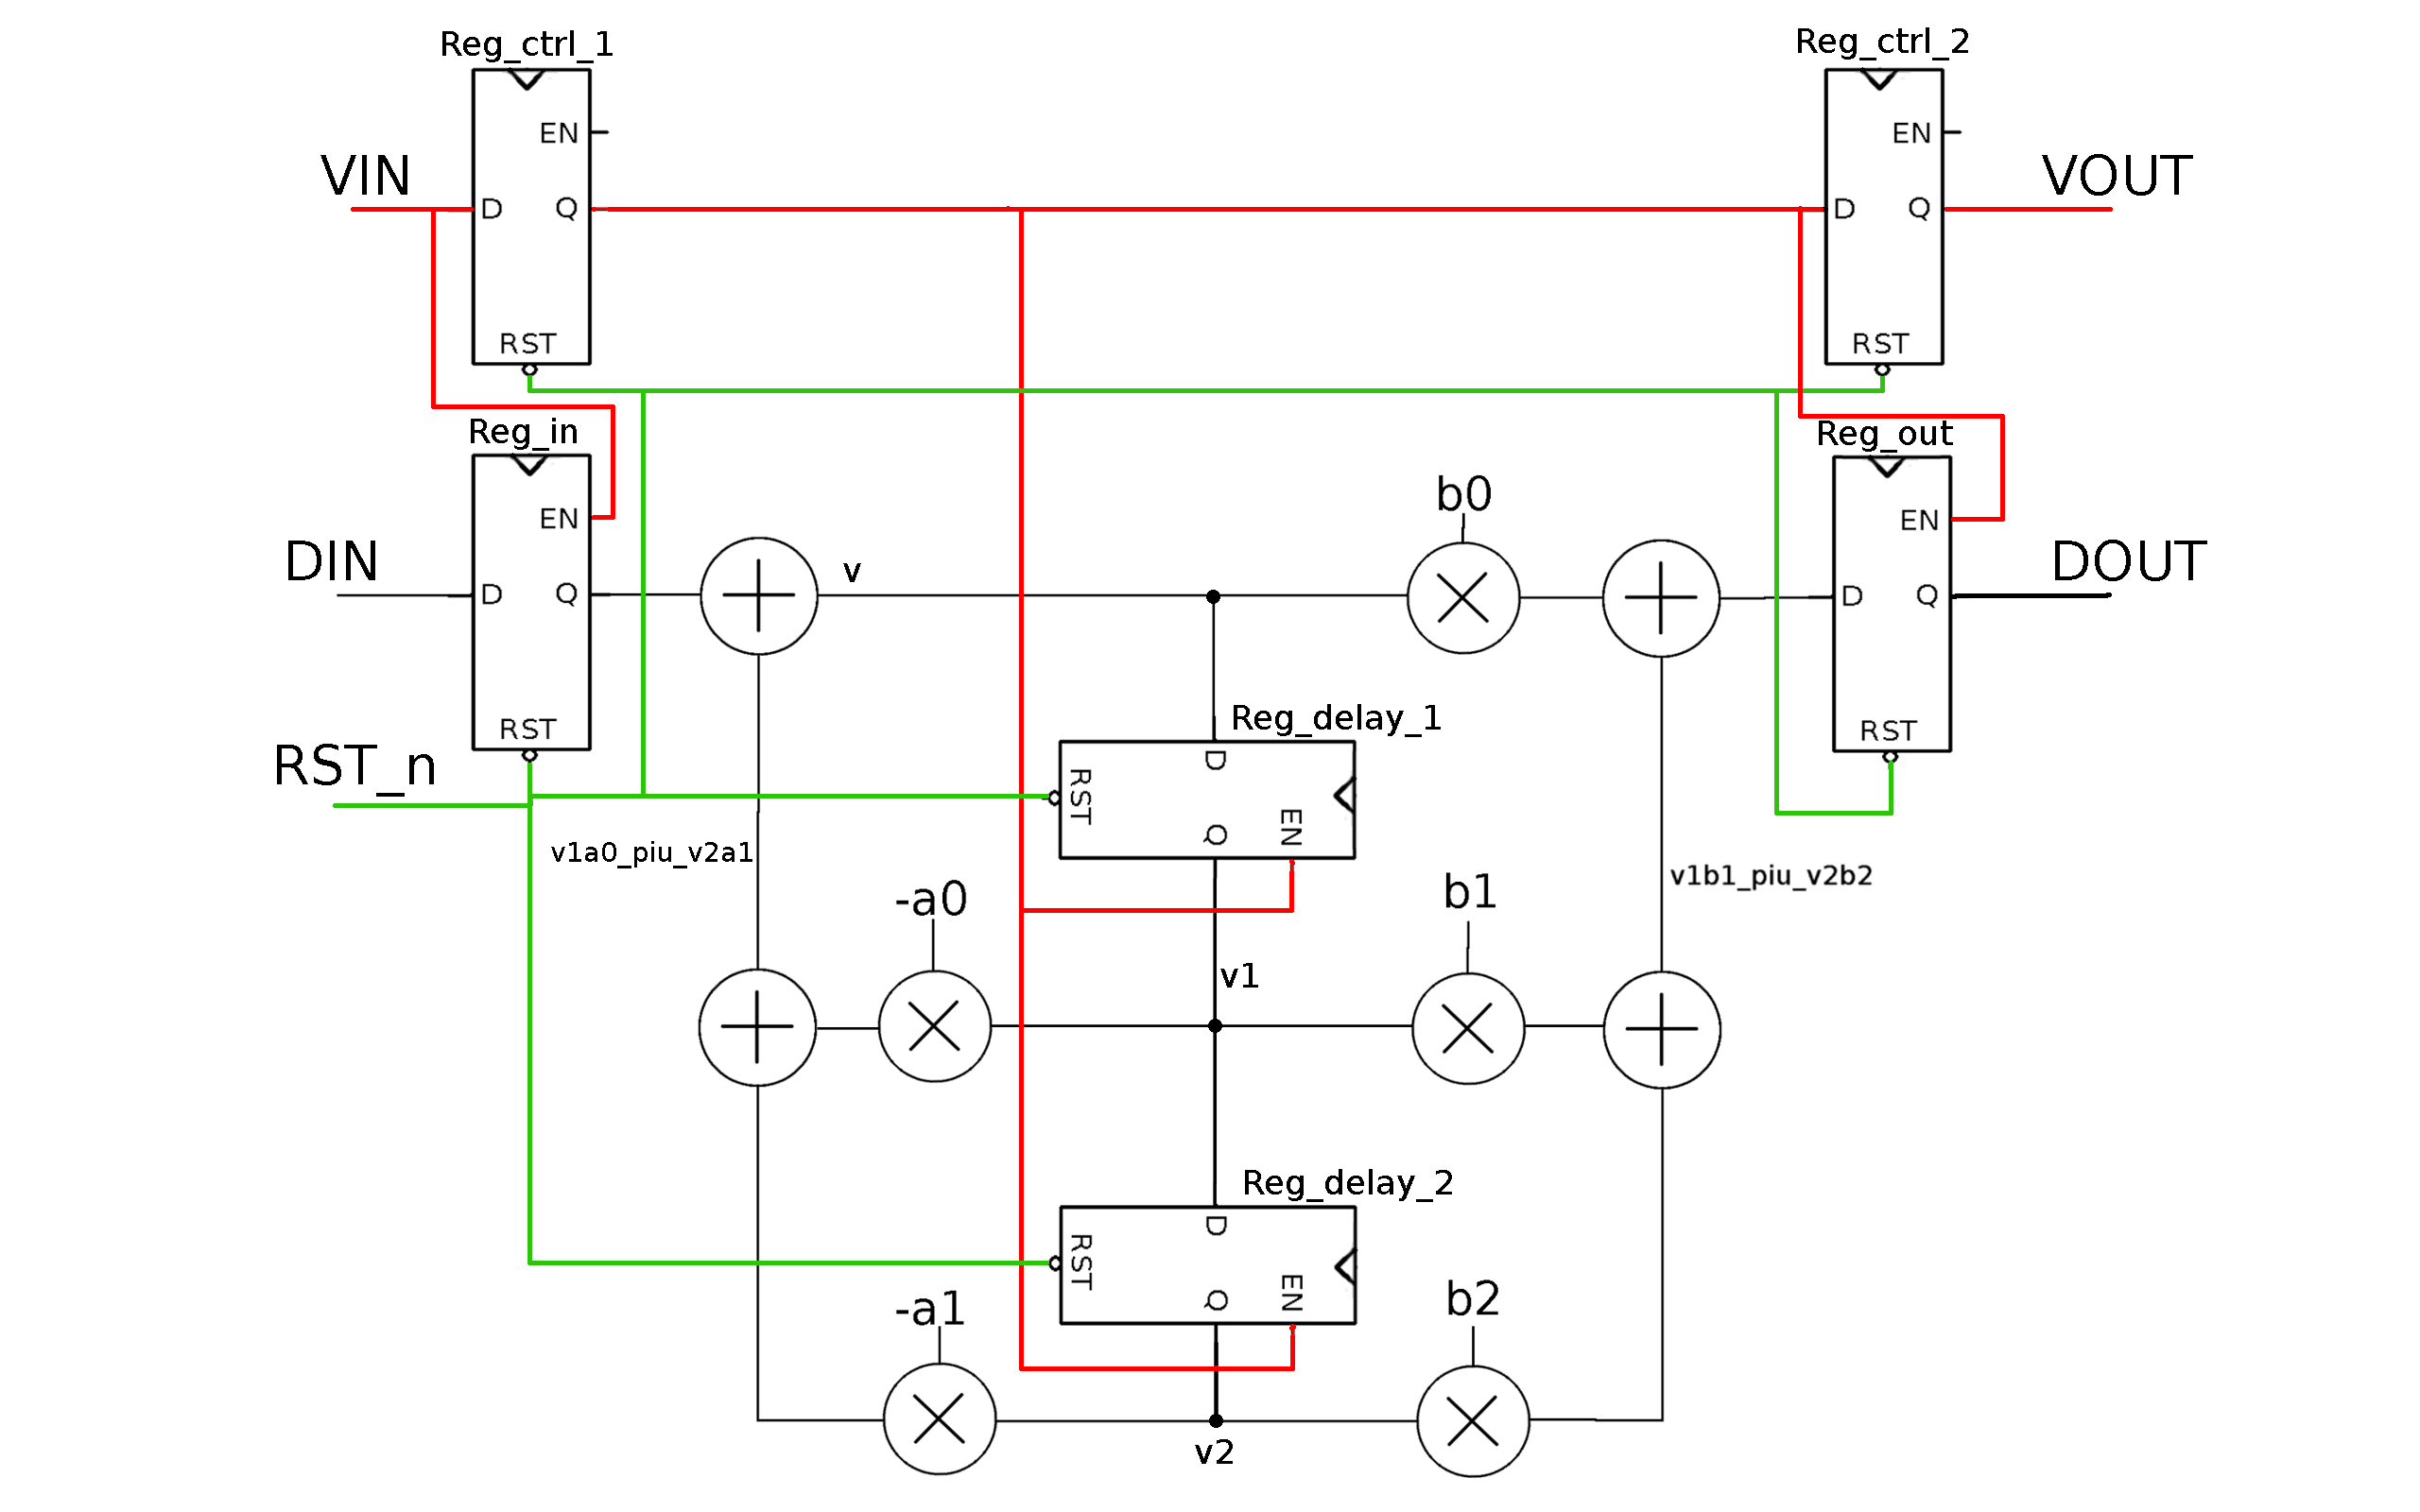 Reg_ctrl_1
Reg_ctrl_2
EN
EN
VIN
VOUT
D
Q
D
Q
RST
RST
Reg_in
Reg_out
b0
EN
EN
DIN
DOUT
v
D
Q
D
Q
Reg_delay_1
RST
RST
RST_n
D
RST
EN
Q
v1a0_piu_v2a1
v1b1_piu_v2b2
-a0
b1
v1
Reg_delay_2
D
RST
EN
Q
-a1
b2
v2